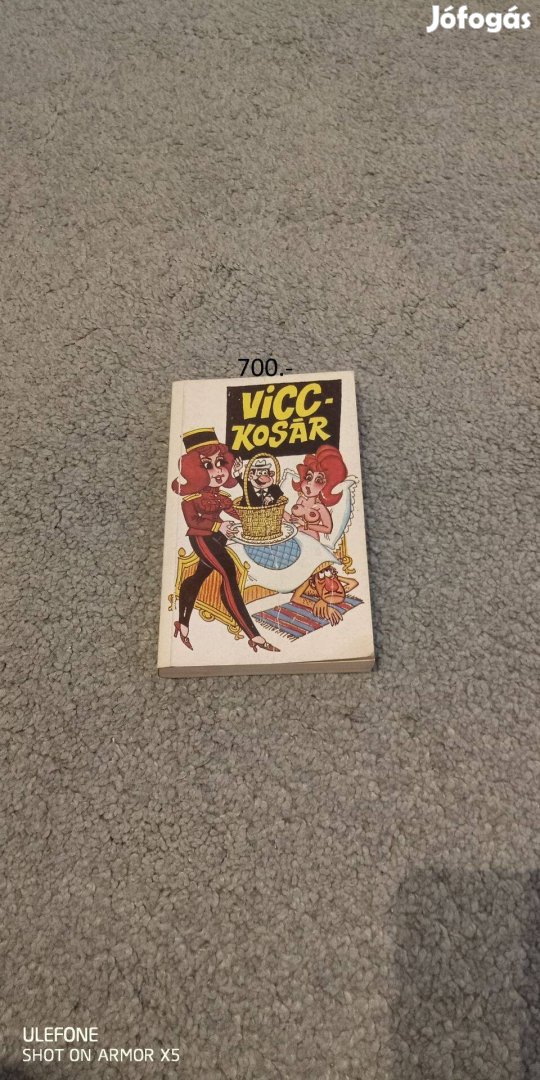 Jófogás
700.-
ViCC-
KOSÁR
ULEFONE
SHOT ON ARMOR X5